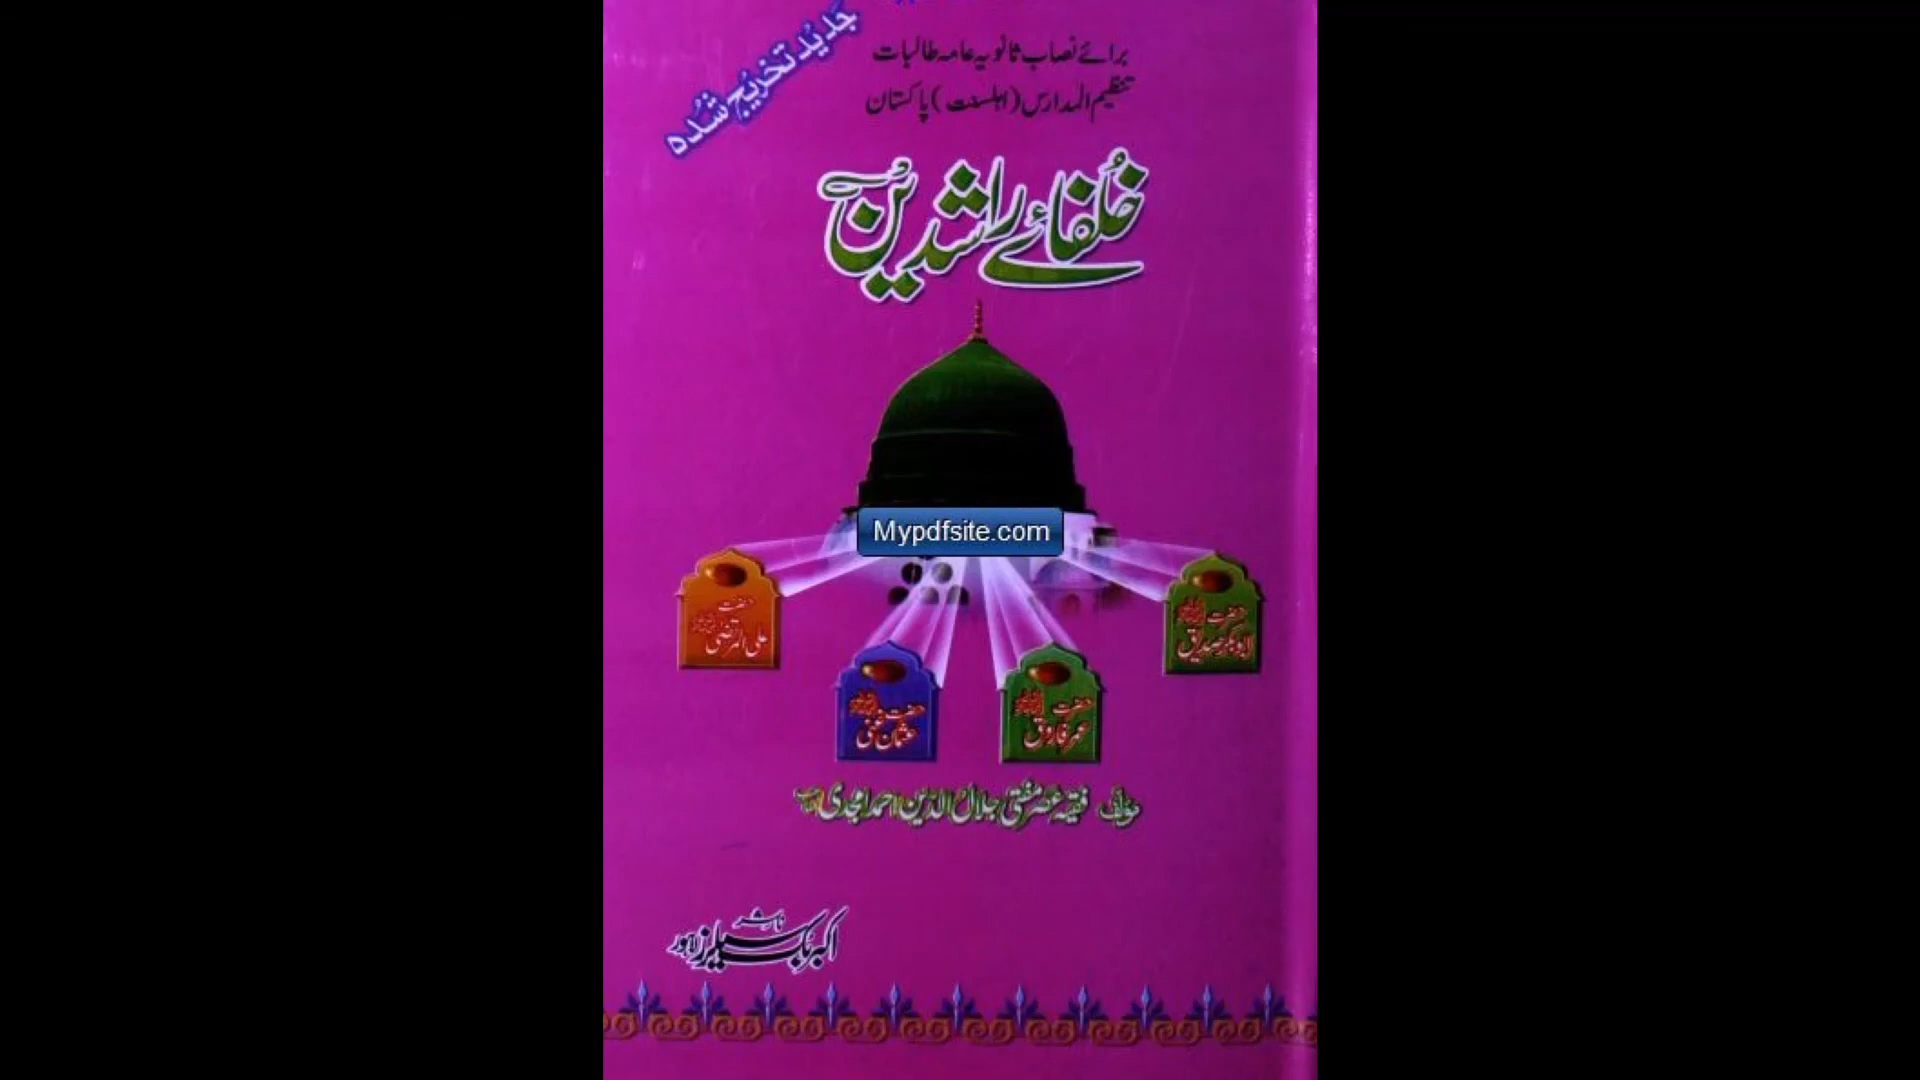 جدید تخریج شدہ
برائے نصاب ثانویہ عامہ طالبات
تنظیم المدارس (اہلسنت) پاکستان
خُلفائے راشدین
Mypdfsite.com
حضرت ابوبکر صدیق
حضرت عمر فاروق
حضرت عثمان غنی
حضرت علی المرتضیٰ
مؤلف فقیہ عصر مفتی جلال الدین احمد امجدی
ناشر
اکبر بک سیلرز لاہور